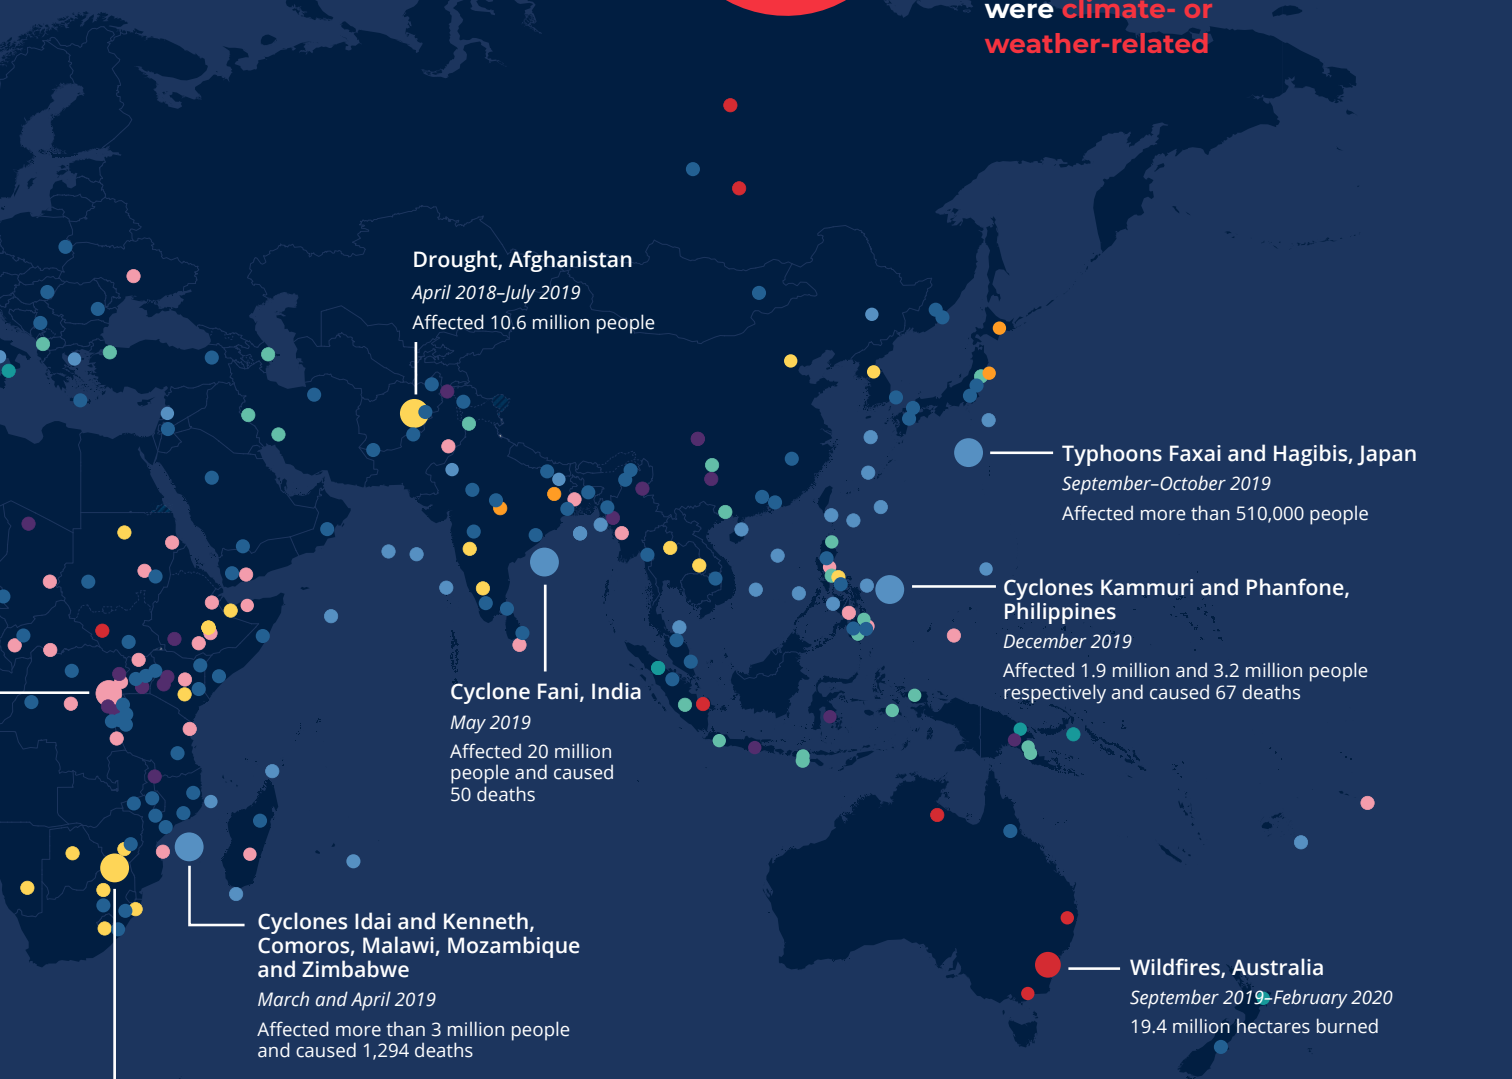 were climate- or
weather-related
Drought, Afghanistan
April 2018–July 2019
Affected 10.6 million people
Typhoons Faxai and Hagibis, Japan
September–October 2019
Affected more than 510,000 people
Cyclones Kammuri and Phanfone,
Philippines
December 2019
Affected 1.9 million and 3.2 million people
respectively and caused 67 deaths
Cyclone Fani, India
May 2019
Affected 20 million
people and caused
50 deaths
Cyclones Idai and Kenneth,
Comoros, Malawi, Mozambique
and Zimbabwe
March and April 2019
Affected more than 3 million people
and caused 1,294 deaths
Wildfires, Australia
September 2019–February 2020
19.4 million hectares burned